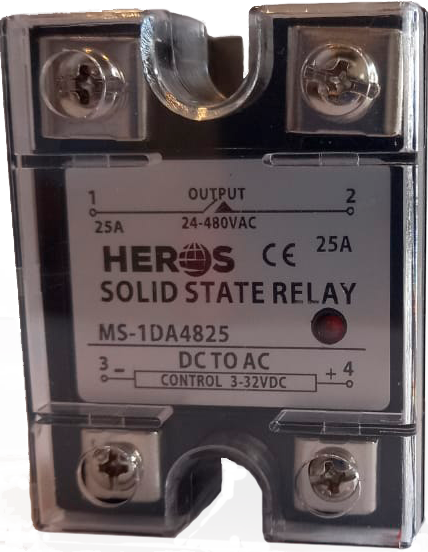 OUTPUT
1 2
25A 24-480VAC
25A
HEROS CE
SOLID STATE RELAY
MS-1DA4825
DC TO AC
3 - + 4
CONTROL 3-32VDC